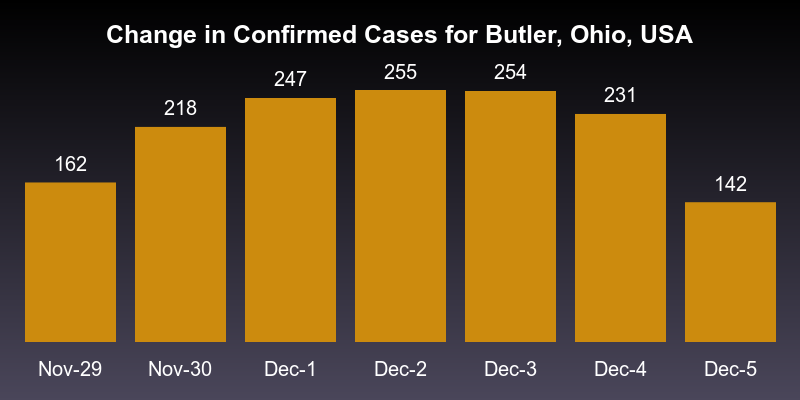 Change in Confirmed Cases for Butler, Ohio, USA
162
218
247
255
254
231
142
Nov-29
Nov-30
Dec-1
Dec-2
Dec-3
Dec-4
Dec-5